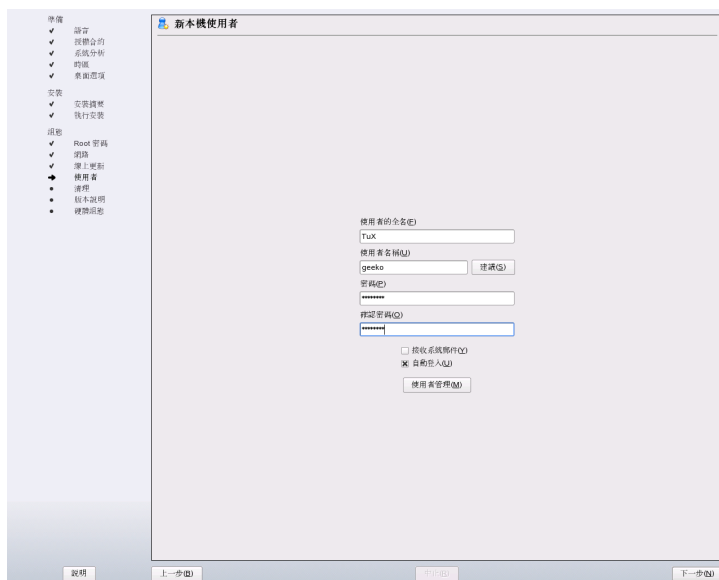 準備
語言
授權合約
系統分析
時區
桌面選項
安裝
安裝摘要
執行安裝
組態
Root 密碼
網路
線上更新
使用者
清理
版本說明
硬體組態
新本機使用者
使用者的全名(F)
TuX
使用者名稱(U)
geeko 建議(S)
密碼(P)
確認密碼(O)
接收系統郵件(Y)
自動登入(U)
使用者管理(M)
說明 上一步(B) 下一步(N)